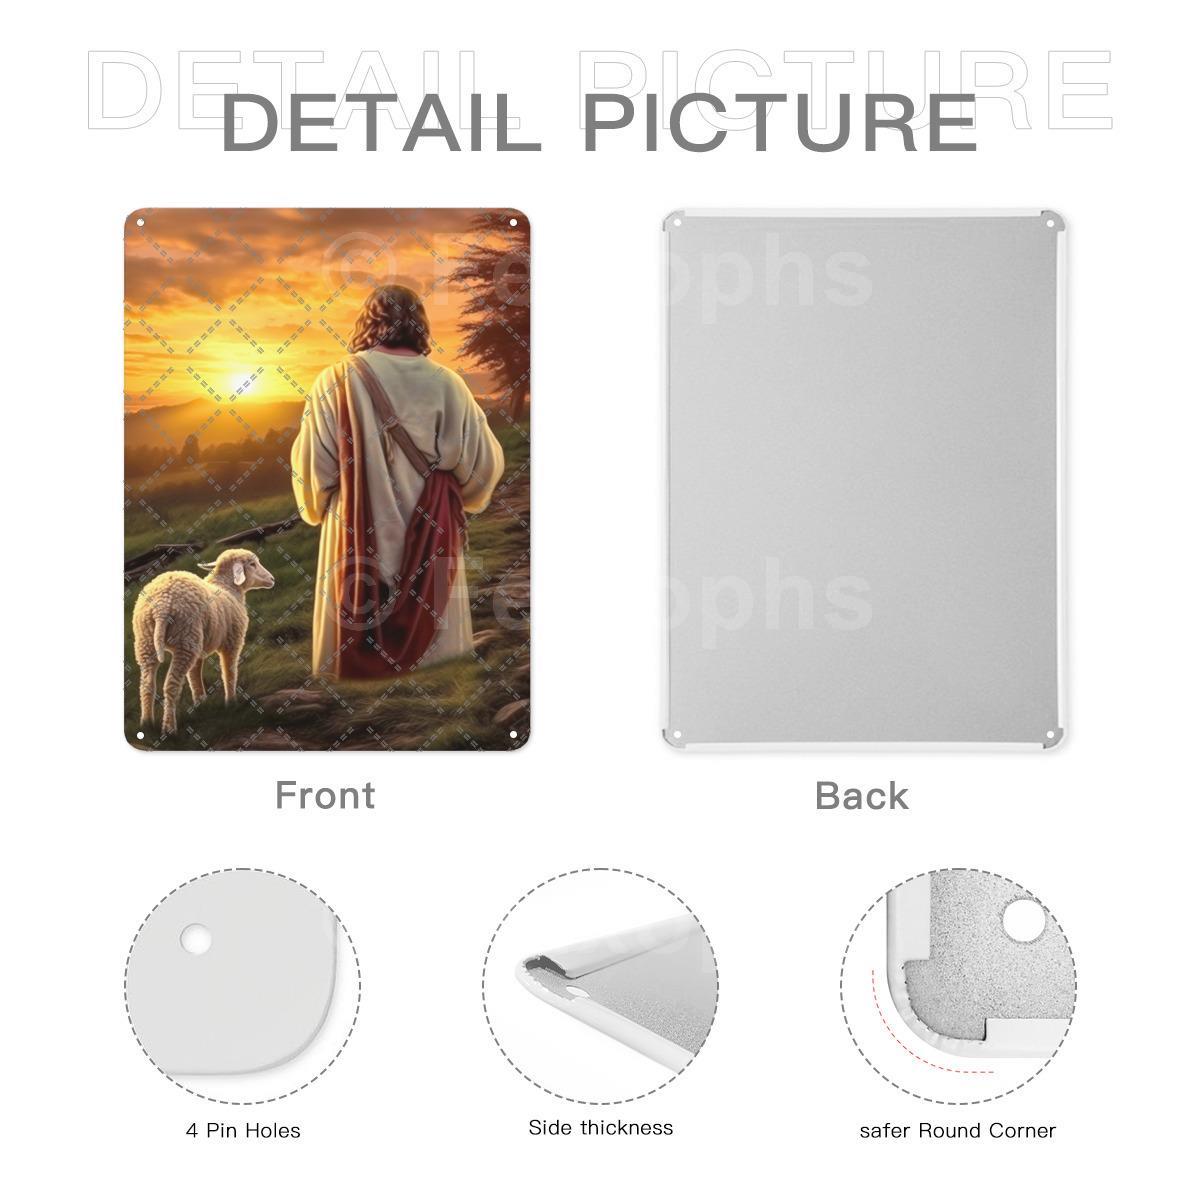 DETAIL PICTURE
DETAIL PICTURE
Front
Back
4 Pin Holes
Side thickness
safer Round Corner